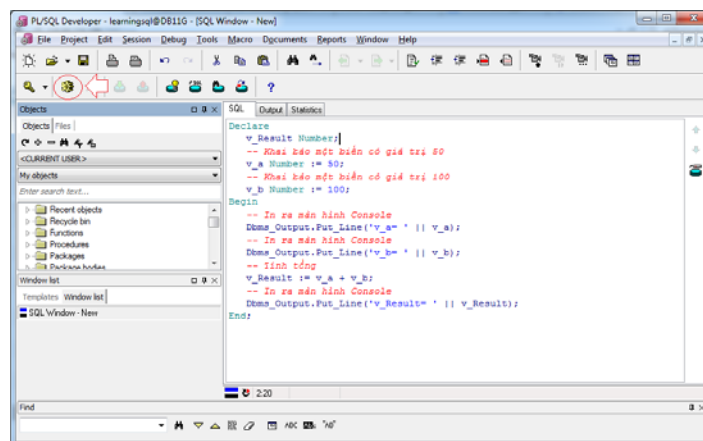 PL/SQL Developer - learningsql@DB11G - [SQL Window - New]
File Project Edit Session Debug Tools Macro Documents Reports Window Help
Objects
Objects Files
<CURRENT USER>
My objects
Enter search text...
Recent objects
Recycle bin
Functions
Procedures
Packages
Package bodies
Window list
Templates Window list
SQL Window - New
SQL Output Statistics
Declare
v_Result Number;
-- Khai báo một biến có giá trị 50
v_a Number := 50;
-- Khai báo một biến có giá trị 100
v_b Number := 100;
Begin
-- In ra màn hình Console
Dbms_Output.Put_Line('v_a= ' || v_a);
-- In ra màn hình Console
Dbms_Output.Put_Line('v_b= ' || v_b);
-- Tính tổng
v_Result := v_a + v_b;
-- In ra màn hình Console
Dbms_Output.Put_Line('v_Result= ' || v_Result);
End;
2:20
Find
ABC "AB"